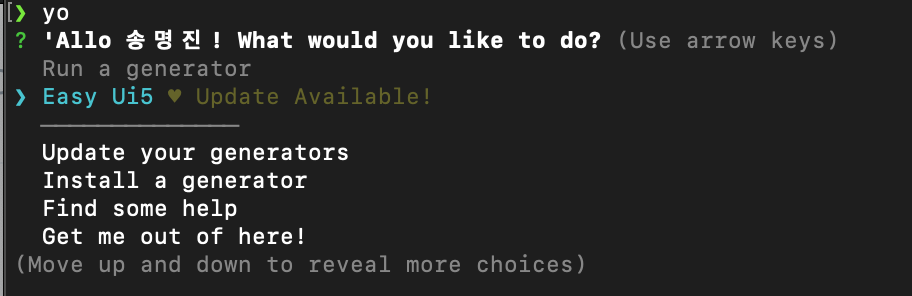 [❯ yo
? 'Allo 송명진! What would you like to do? (Use arrow keys)
Run a generator
❯ Easy Ui5 ♥ Update Available!
──────────────
Update your generators
Install a generator
Find some help
Get me out of here!
(Move up and down to reveal more choices)